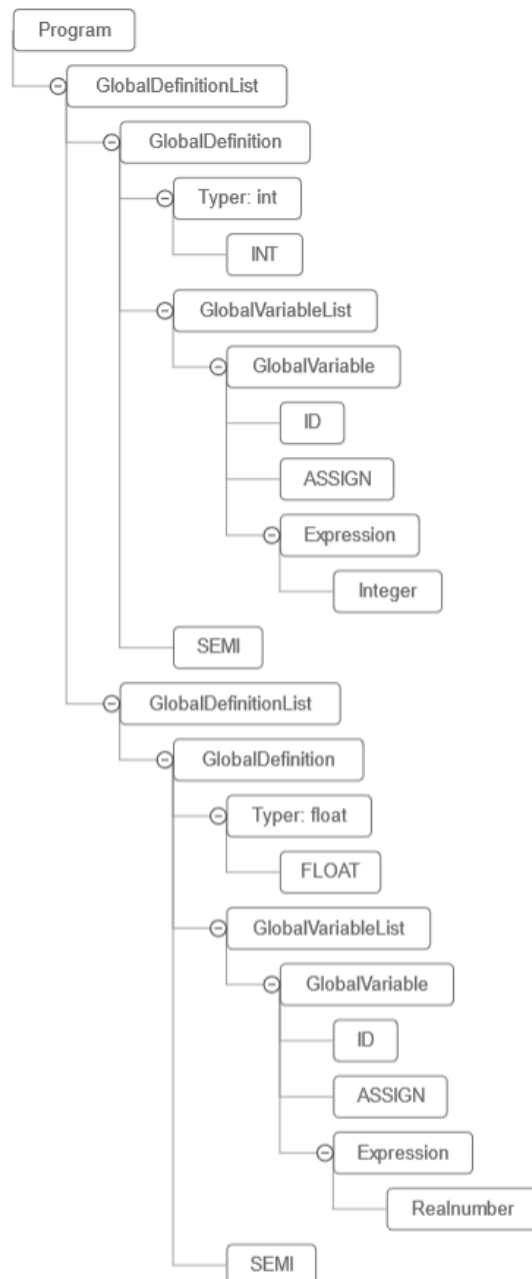 Program
GlobalDefinitionList
GlobalDefinition
Typer: int
INT
GlobalVariableList
GlobalVariable
ID
ASSIGN
Expression
Integer
SEMI
GlobalDefinitionList
GlobalDefinition
Typer: float
FLOAT
GlobalVariableList
GlobalVariable
ID
ASSIGN
Expression
Realnumber
SEMI